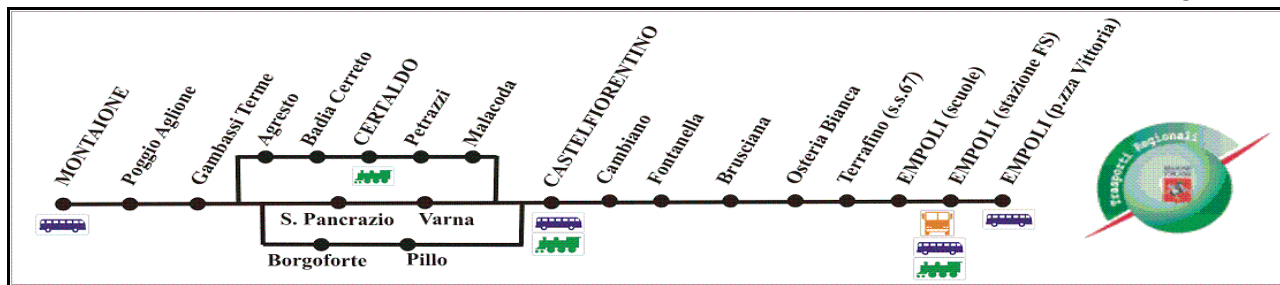 MONTAIONE
Poggio Aglione
Gambassi Terme
Agresto
Badia Cerreto
CERTALDO
Petrazzi
Malacoda
S. Pancrazio
Varna
Borgoforte
Pillo
CASTELFIORENTINO
Cambiano
Fontanella
Brusciana
Osteria Bianca
Terrafino (s.s.67)
EMPOLI (scuole)
EMPOLI (stazione FS)
EMPOLI (p.zza Vittoria)
Trasporti Regionali